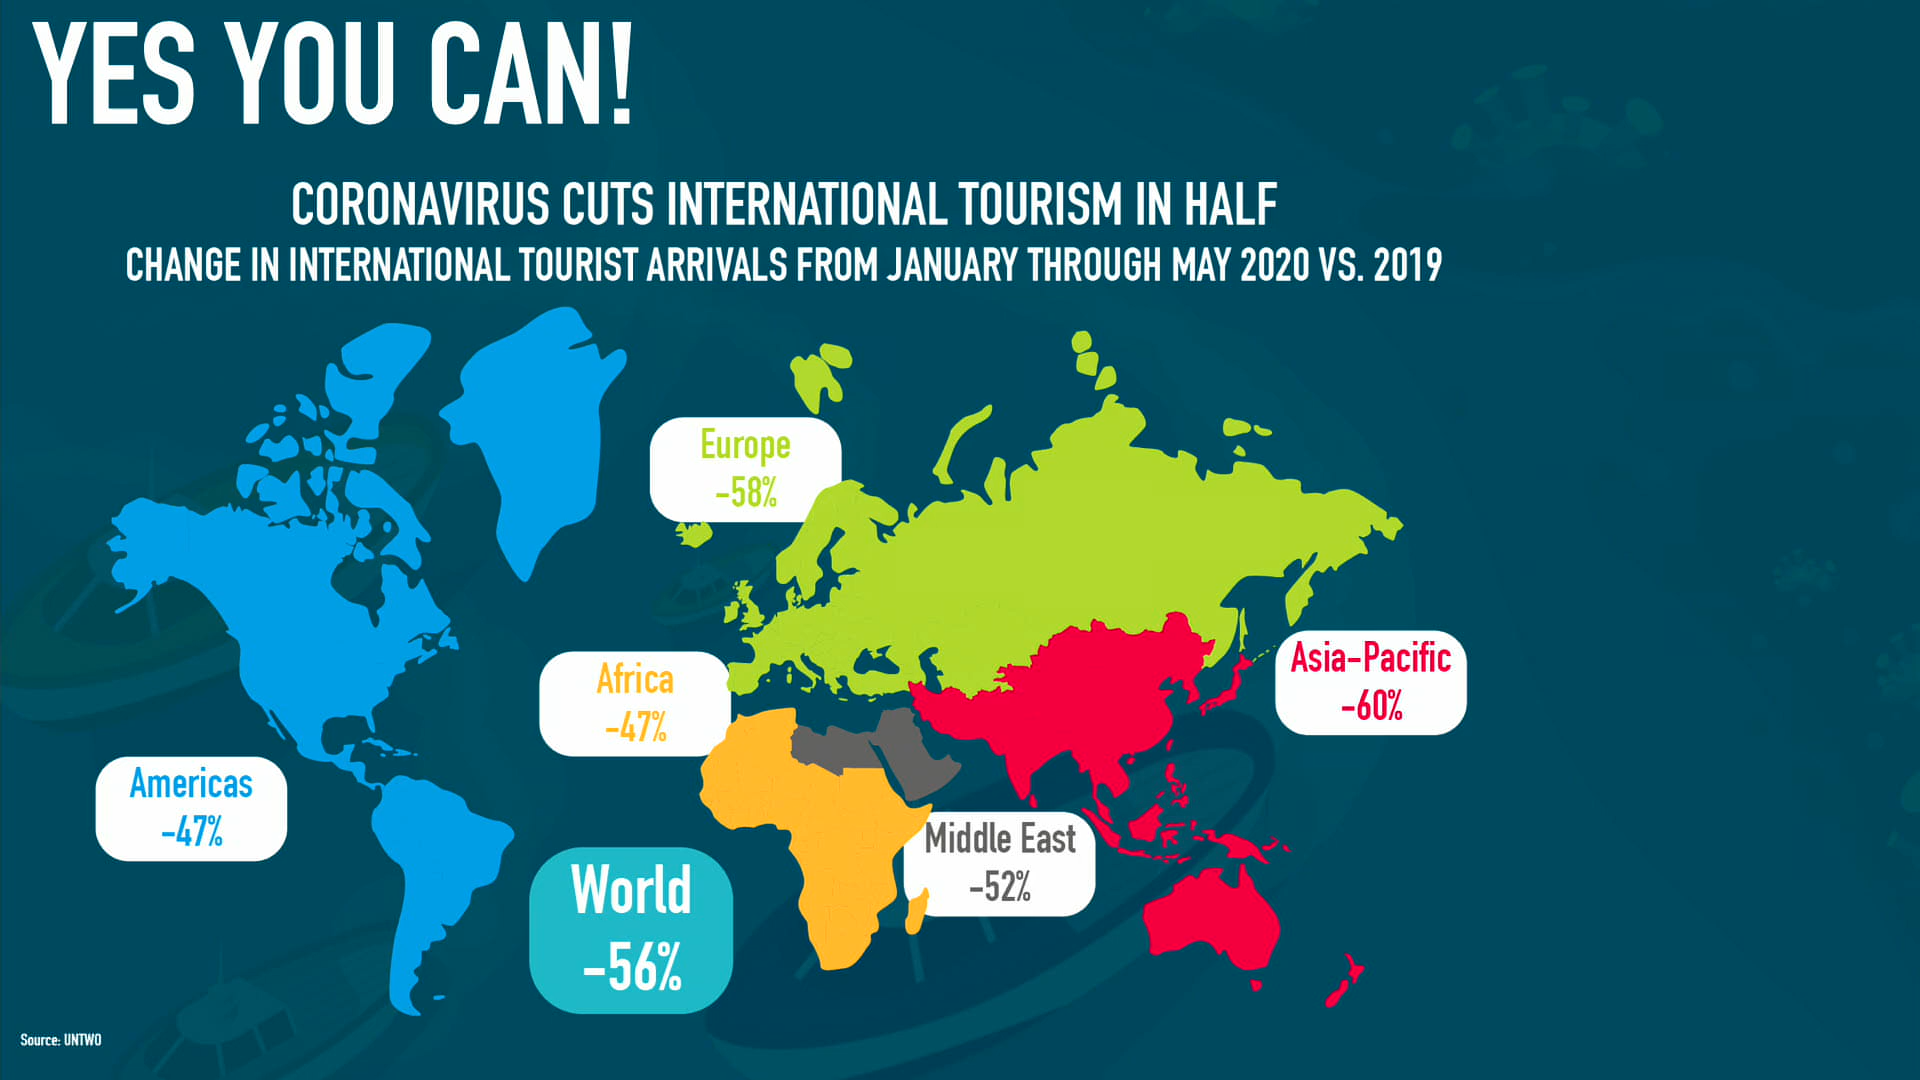 YES YOU CAN!
CORONAVIRUS CUTS INTERNATIONAL TOURISM IN HALF
CHANGE IN INTERNATIONAL TOURIST ARRIVALS FROM JANUARY THROUGH MAY 2020 VS. 2019
Europe
-58%
Asia-Pacific
-60%
Africa
-47%
Americas
-47%
Middle East
-52%
World
-56%
Source: UNTWO